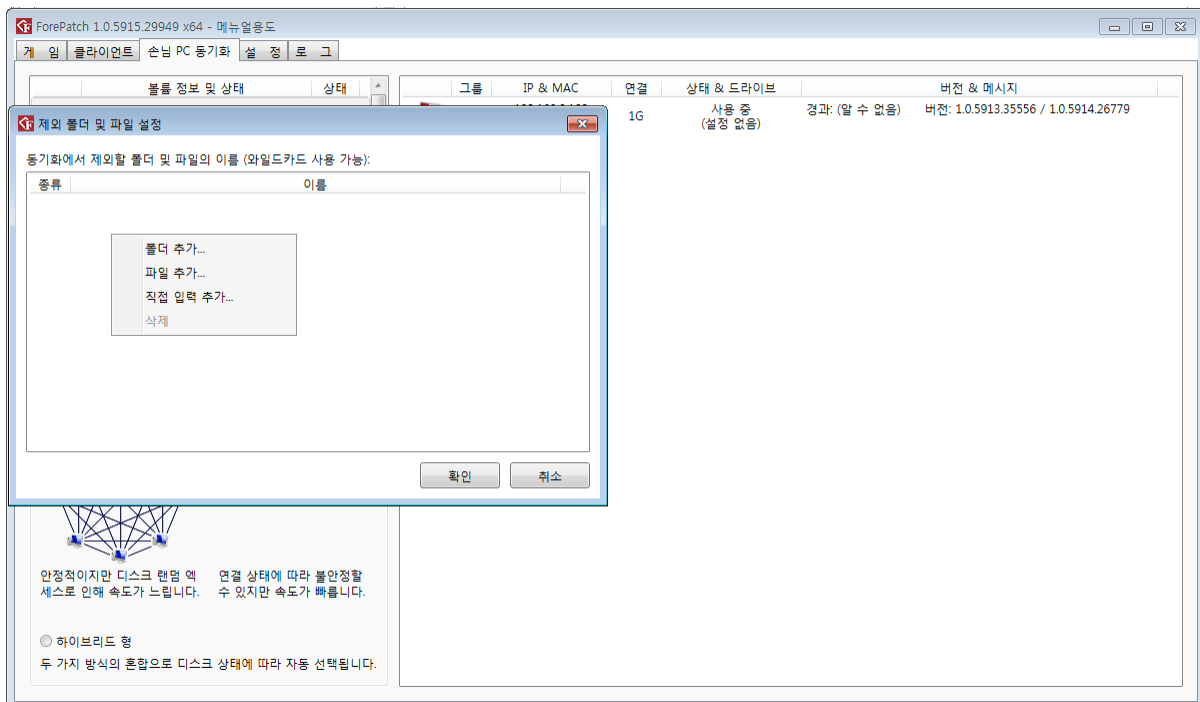 ForePatch 1.0.5915.29949 x64 - 메뉴얼용도
게 임 클라이언트 손님 PC 동기화 설 정 로 그
볼륨 정보 및 상태 상태
그룹 IP & MAC 연결 상태 & 드라이브 버전 & 메시지
1G 사용 중 경과: (알 수 없음) 버전: 1.0.5913.35556 / 1.0.5914.26779
(설정 없음)
제외 폴더 및 파일 설정
동기화에서 제외할 폴더 및 파일의 이름 (와일드카드 사용 가능):
종류 이름
폴더 추가...
파일 추가...
직접 입력 추가...
삭제
확인 취소
안정적이지만 디스크 랜덤 엑 연결 상태에 따라 불안정할
세스로 인해 속도가 느립니다. 수 있지만 속도가 빠릅니다.
하이브리드 형
두 가지 방식의 혼합으로 디스크 상태에 따라 자동 선택됩니다.